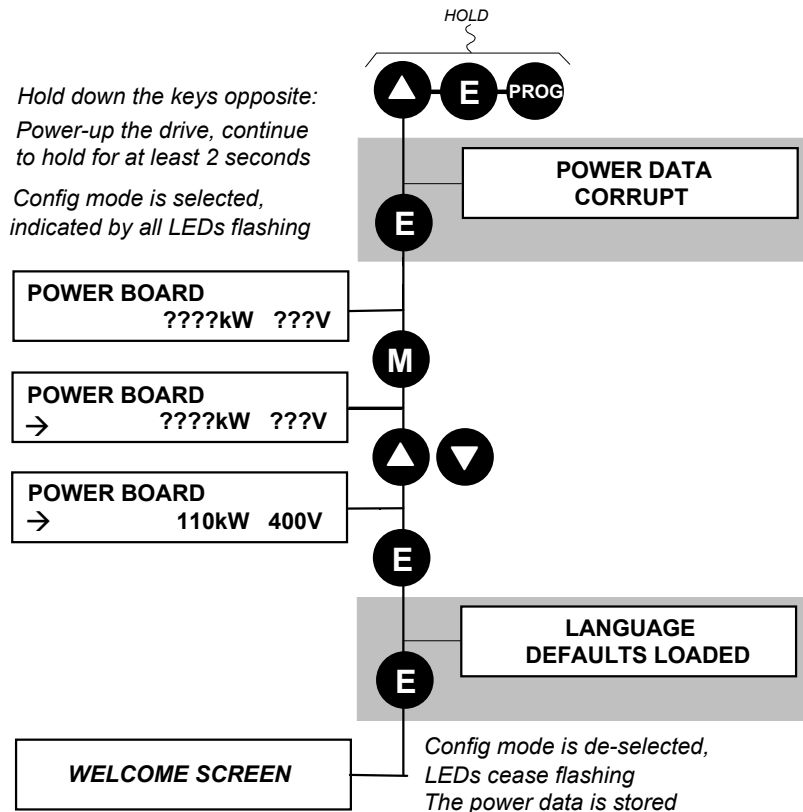 HOLD
E PROG
Hold down the keys opposite:
Power-up the drive, continue
to hold for at least 2 seconds
Config mode is selected,
indicated by all LEDs flashing
POWER DATA
CORRUPT
E
POWER BOARD
????kW ???V
M
POWER BOARD
→ ????kW ???V
POWER BOARD
→ 110kW 400V
E
LANGUAGE
DEFAULTS LOADED
E
WELCOME SCREEN
Config mode is de-selected,
LEDs cease flashing
The power data is stored